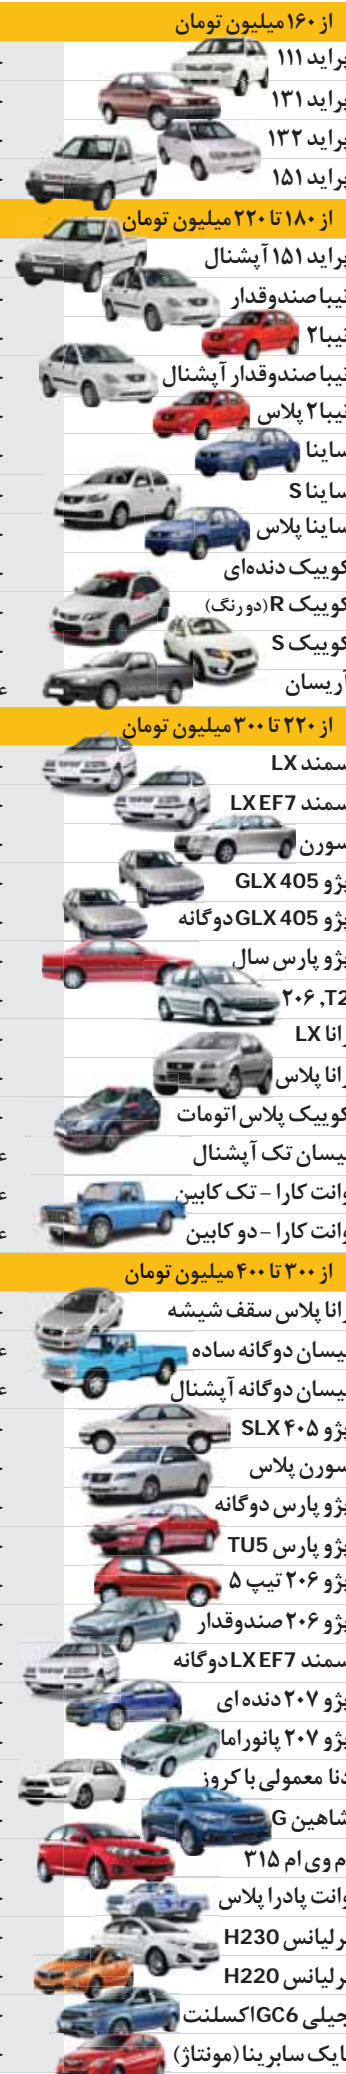 از ۱۶۰ میلیون تومان
پراید ۱۱۱
پراید ۱۳۱
پراید ۱۳۲
پراید ۱۵۱
از ۱۸۰ تا ۲۲۰ میلیون تومان
پراید ۱۵۱ آپشنال
تیبا صندوقدار
تیبا ۲
تیبا صندوقدار آپشنال
تیبا ۲ پلاس
ساینا
ساینا S
ساینا پلاس
کوییک دنده‌ای
کوییک R (دو رنگ)
کوییک S
آریسان
از ۲۲۰ تا ۳۰۰ میلیون تومان
سمند LX
سمند LX EF7
سورن
پژو 405 GLX
پژو 405 GLX دوگانه
پژو پارس سال
۲۰۶ ,T2
رانا LX
رانا پلاس
کوییک پلاس اتومات
نیسان تک آپشنال
وانت کارا - تک کابین
وانت کارا - دو کابین
از ۳۰۰ تا ۴۰۰ میلیون تومان
رانا پلاس سقف شیشه
نیسان دوگانه ساده
نیسان دوگانه آپشنال
پژو ۴۰۵ SLX
سورن پلاس
پژو پارس دوگانه
پژو پارس TU5
پژو ۲۰۶ تیپ ۵
پژو ۲۰۶ صندوقدار
سمند LX EF7 دوگانه
پژو ۲۰۷ دنده ای
پژو ۲۰۷ پانوراما
دنا معمولی با کروز
شاهین G
ام وی ام ۳۱۵
وانت پادرا پلاس
برلیانس H230
برلیانس H220
جیلی GC6 اکسلنت
بایک سابرینا (مونتاژ)